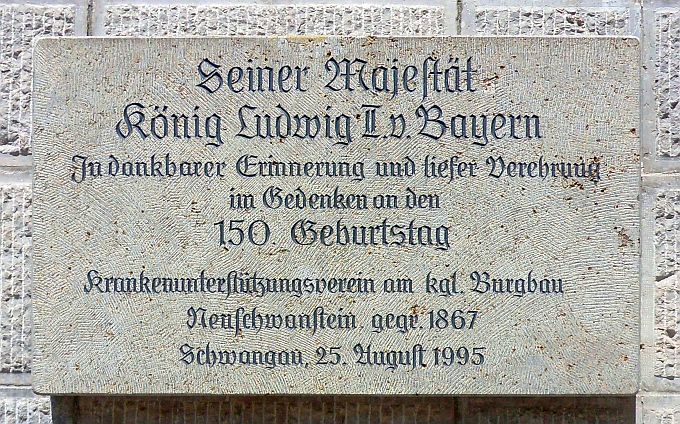 Seiner Majestät
König Ludwig II. v. Bayern
In dankbarer Erinnerung und tiefer Verehrung
im Gedenken an den
150. Geburtstag
Krankenunterstützungsverein am kgl. Burgbau
Neuschwanstein gegr. 1867
Schwangau, 25. August 1995